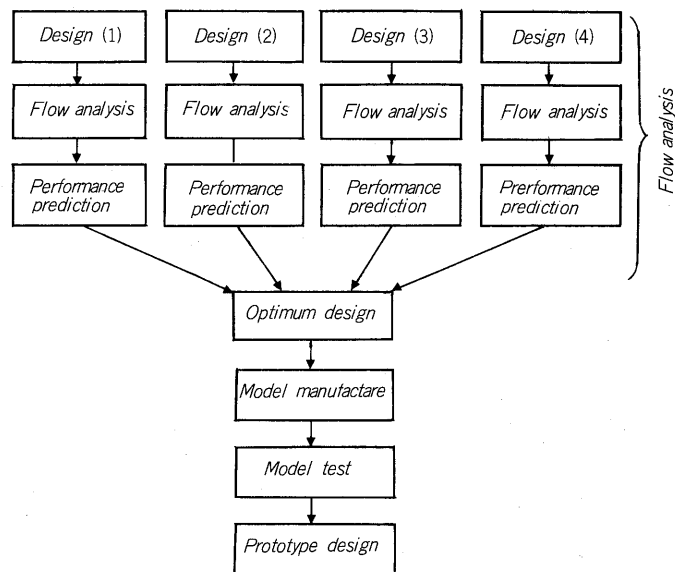 Design (1)
Design (2)
Design (3)
Design (4)
Flow analysis
Flow analysis
Flow analysis
Flow analysis
Performance
prediction
Performance
prediction
Performance
prediction
Prerformance
prediction
Flow analysis
Optimum design
Model manufactare
Model test
Prototype design